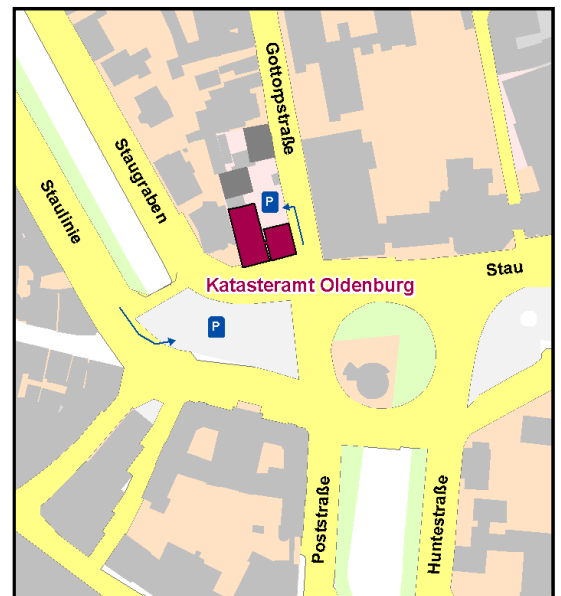 Gottorpstraße
Staugraben
Staulinie
P
Katasteramt Oldenburg
Stau
P
Poststraße
Huntestraße